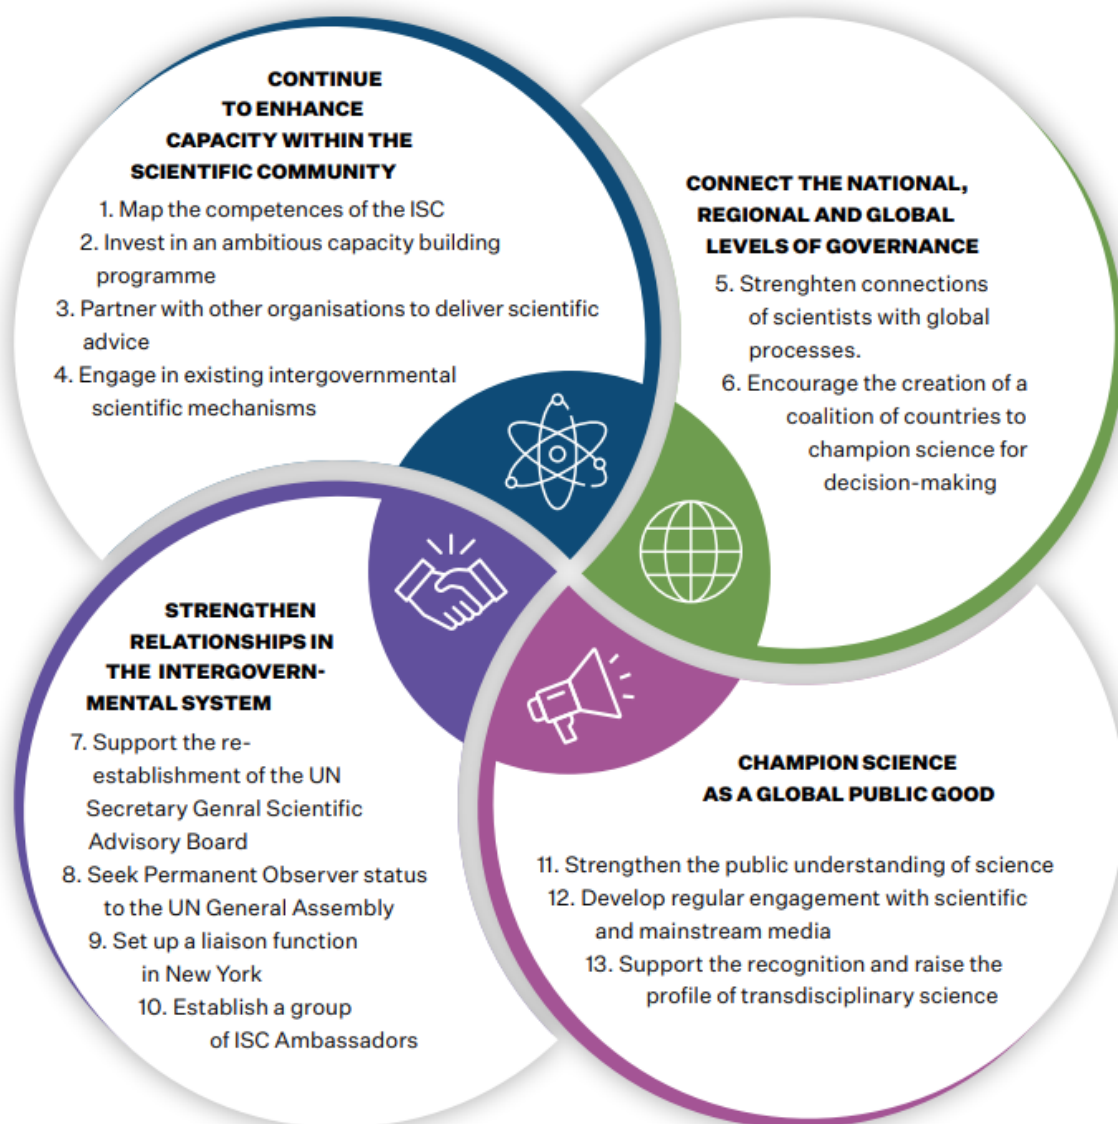 CONTINUE
TO ENHANCE
CAPACITY WITHIN THE
SCIENTIFIC COMMUNITY
1. Map the competences of the ISC
2. Invest in an ambitious capacity building
programme
3. Partner with other organisations to deliver scientific
advice
4. Engage in existing intergovernmental
scientific mechanisms
CONNECT THE NATIONAL,
REGIONAL AND GLOBAL
LEVELS OF GOVERNANCE
5. Strenghten connections
of scientists with global
processes.
6. Encourage the creation of a
coalition of countries to
champion science for
decision-making
STRENGTHEN
RELATIONSHIPS IN
THE INTERGOVERN-
MENTAL SYSTEM
7. Support the re-
establishment of the UN
Secretary Genral Scientific
Advisory Board
8. Seek Permanent Observer status
to the UN General Assembly
9. Set up a liaison function
in New York
10. Establish a group
of ISC Ambassadors
CHAMPION SCIENCE
AS A GLOBAL PUBLIC GOOD
11. Strengthen the public understanding of science
12. Develop regular engagement with scientific
and mainstream media
13. Support the recognition and raise the
profile of transdisciplinary science